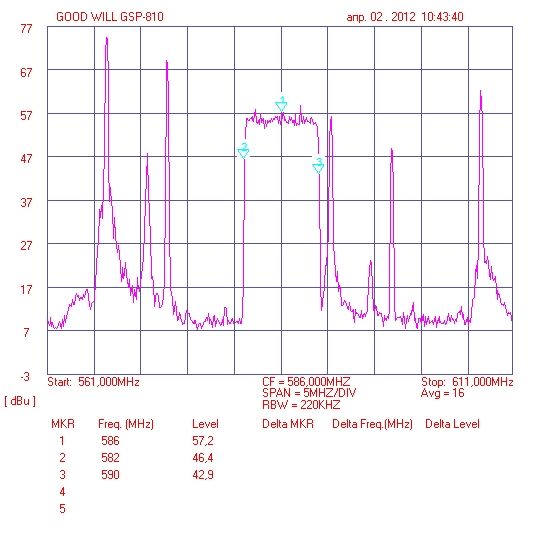 GOOD WILL GSP-810 апр. 02 . 2012 10:43:40
77
67
57
47
37
27
17
7
-3
[ dBu ]
1
2
3
Start: 561,000MHz CF = 586,000MHZ Stop: 611,000MHZ
SPAN = 5MHZ/DIV Avg = 16
RBW = 220KHZ
MKR Freq. (MHz) Level Delta MKR Delta Freq.(MHz) Delta Level
1 586 57,2
2 582 46,4
3 590 42,9
4
5